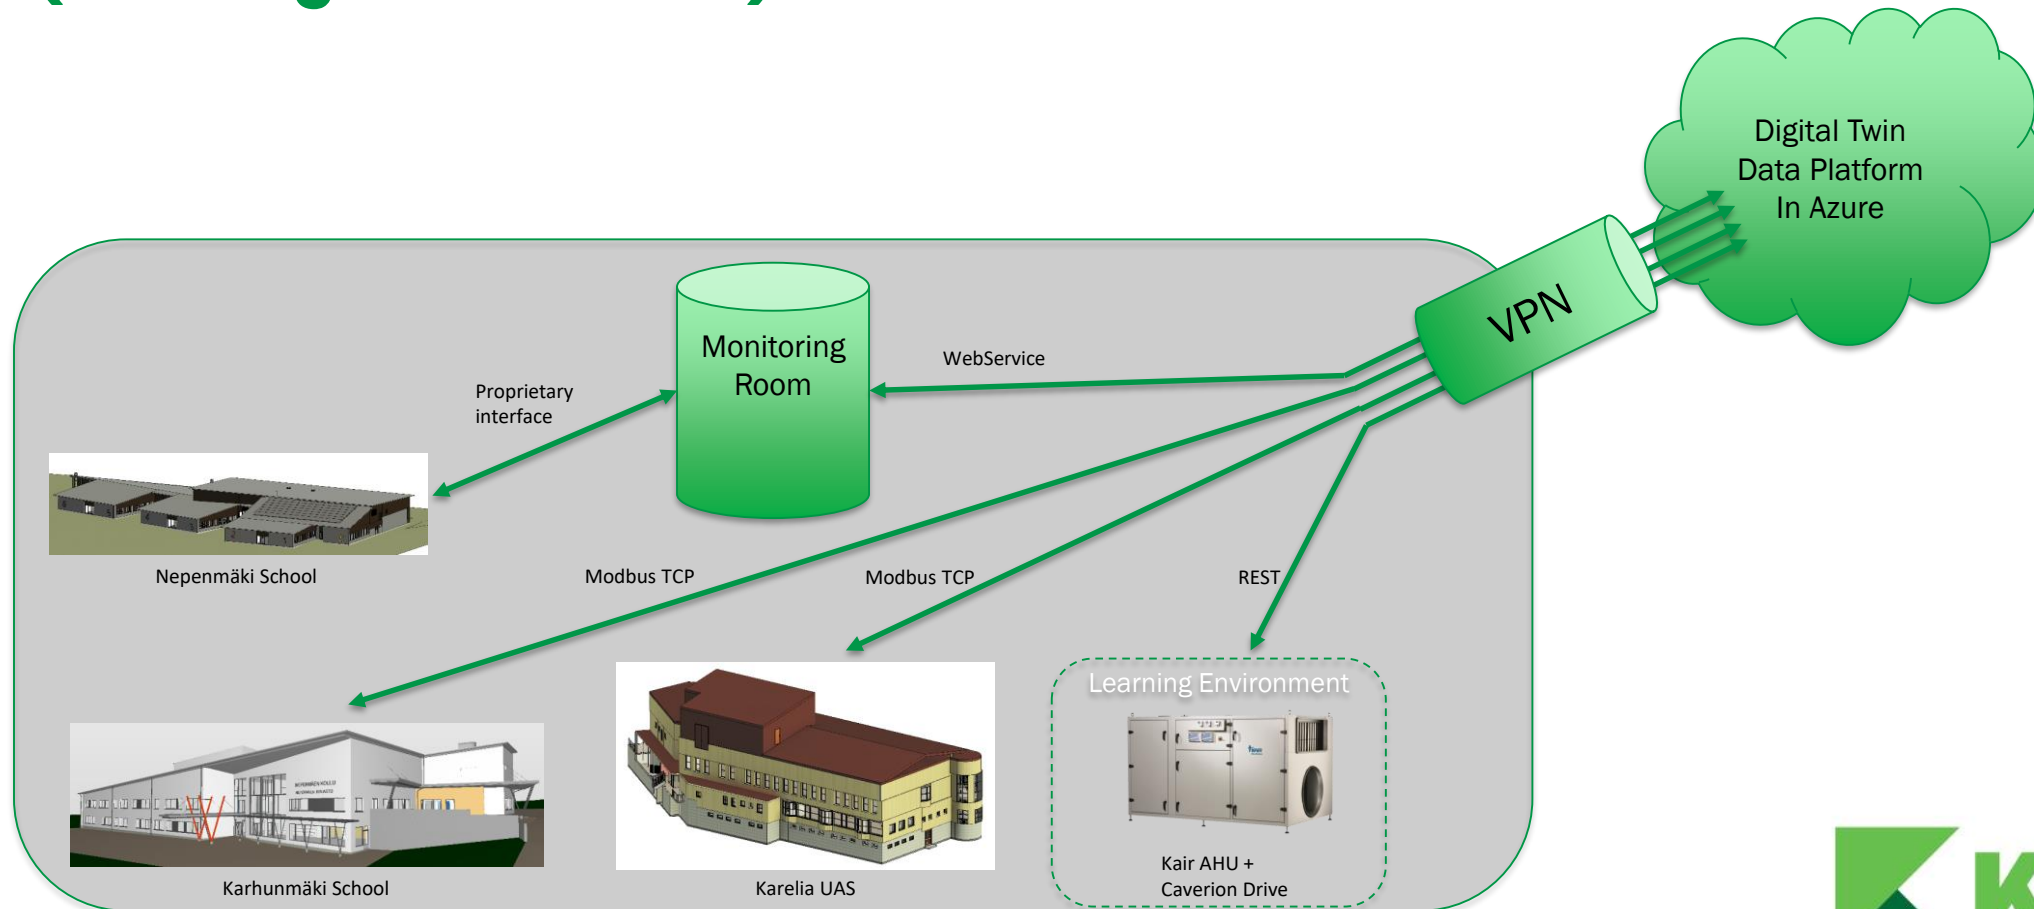 Digital Twin
Data Platform
In Azure
VPN
Monitoring
Room
WebService
Proprietary
interface
Nepenmäki School
Modbus TCP
Modbus TCP
REST
Learning Environment
Karhunmäki School
Karelia UAS
Kair AHU +
Caverion Drive